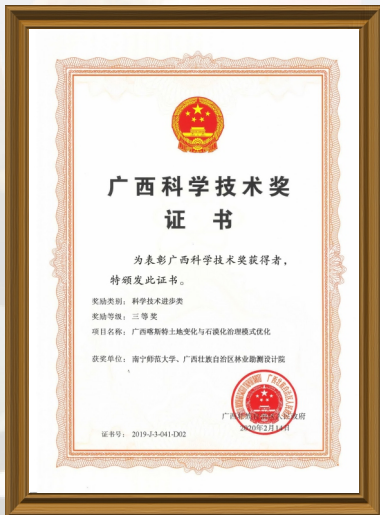 广西科学技术奖
证 书
为表彰广西科学技术奖获得者，
特颁发此证书。
奖励类别： 科学技术进步类
奖励等级： 三 等 奖
项目名称： 广西喀斯特土地变化与石漠化治理模式优化
获奖单位： 南宁师范大学、广西壮族自治区林业勘测设计院
2020年2月14日
证书号： 2019-J-3-041-D02